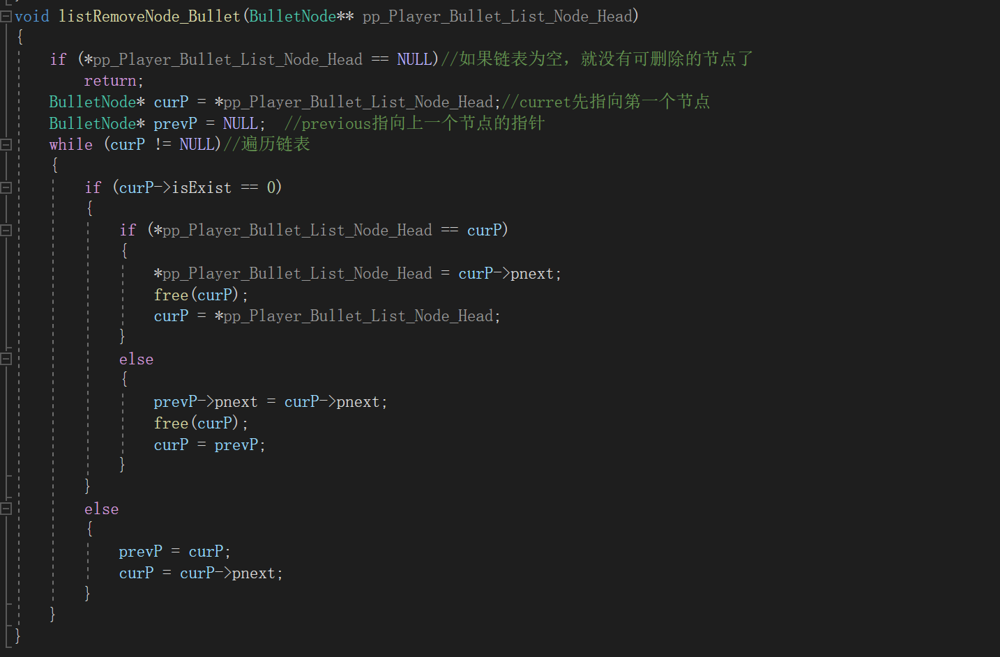 void listRemoveNode_Bullet(BulletNode** pp_Player_Bullet_List_Node_Head)
{
    if (*pp_Player_Bullet_List_Node_Head == NULL)//如果链表为空，就没有可删除的节点了
        return;
    BulletNode* curP = *pp_Player_Bullet_List_Node_Head;//curret先指向第一个节点
    BulletNode* prevP = NULL;  //previous指向上一个节点的指针
    while (curP != NULL)//遍历链表
    {
        if (curP->isExist == 0)
        {
            if (*pp_Player_Bullet_List_Node_Head == curP)
            {
                *pp_Player_Bullet_List_Node_Head = curP->pnext;
                free(curP);
                curP = *pp_Player_Bullet_List_Node_Head;
            }
            else
            {
                prevP->pnext = curP->pnext;
                free(curP);
                curP = prevP;
            }
        }
        else
        {
            prevP = curP;
            curP = curP->pnext;
        }
    }
}